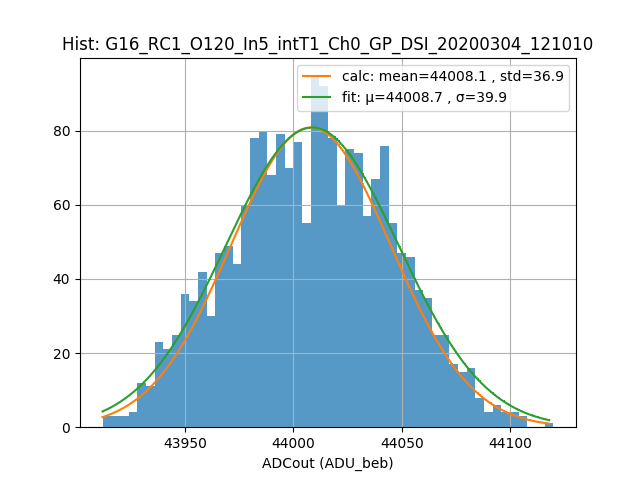 Hist: G16_RC1_O120_In5_intT1_Ch0_GP_DSI_20200304_121010
calc: mean=44008.1 , std=36.9
fit: μ=44008.7 , σ=39.9
80
60
40
20
0
43950 44000 44050 44100
ADCout (ADU_beb)